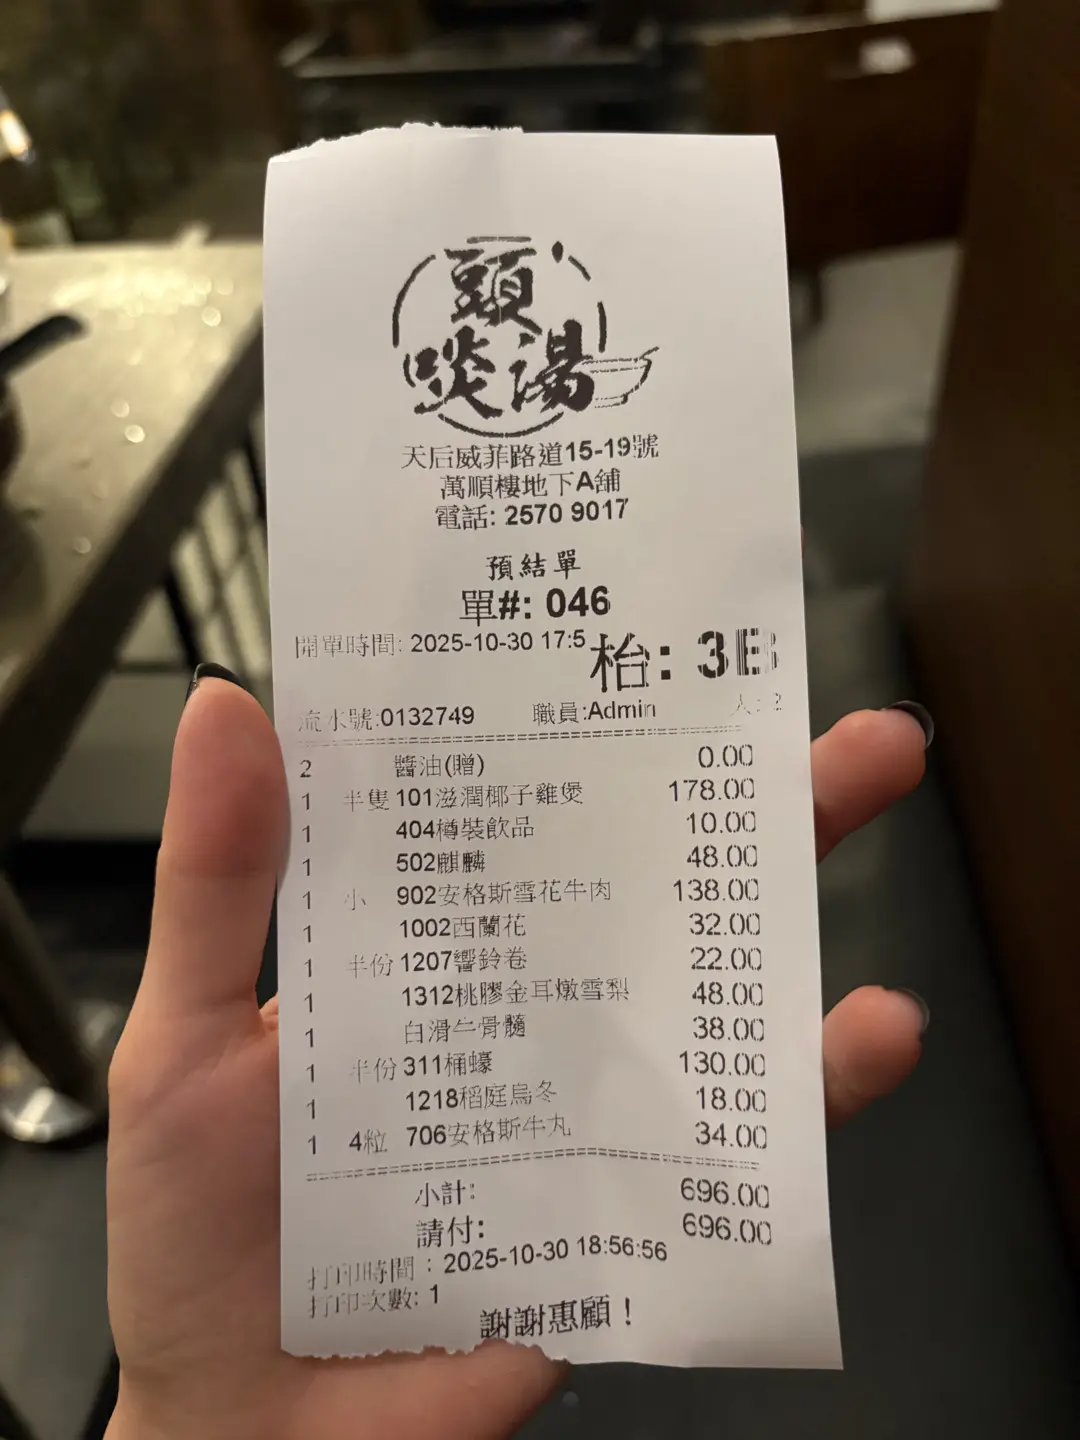 頭
啖湯
天后威菲路道15-19號
萬順樓地下A舖
電話: 2570 9017
預結單
單#: 046
開單時間: 2025-10-30 17:5
枱: 3B
流水號:0132749 職員:Admin 人: 2
2 醬油(贈) 0.00
1 半隻 101滋潤椰子雞煲 178.00
1 404樽裝飲品 10.00
1 502麒麟 48.00
1 小 902安格斯雪花牛肉 138.00
1 1002西蘭花 32.00
1 半份 1207響鈴卷 22.00
1 1312桃膠金耳燉雪梨 48.00
1 白滑牛骨髓 38.00
1 半份 311桶蠔 130.00
1 1218稻庭烏冬 18.00
1 4粒 706安格斯牛丸 34.00
小計: 696.00
請付: 696.00
打印時間 : 2025-10-30 18:56:56
打印次數: 1
謝謝惠顧！